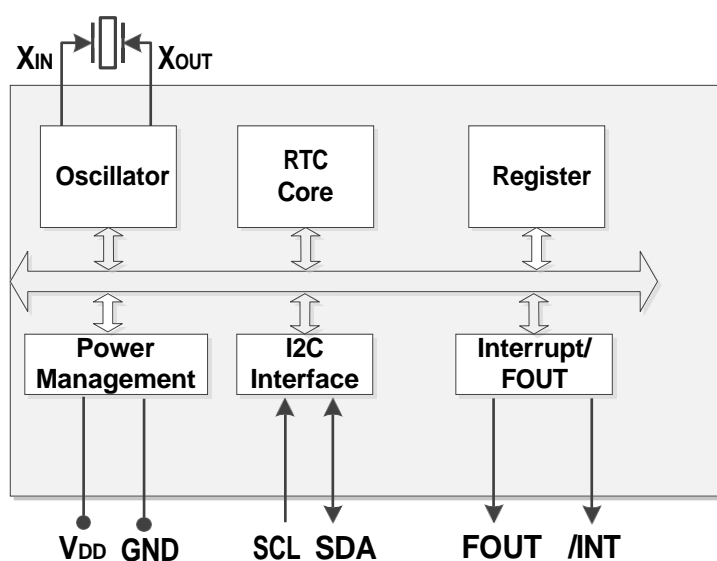 XIN XOUT
Oscillator
RTC
Core
Register
Power
Management
I2C
Interface
Interrupt/
FOUT
VDD GND SCL SDA FOUT /INT